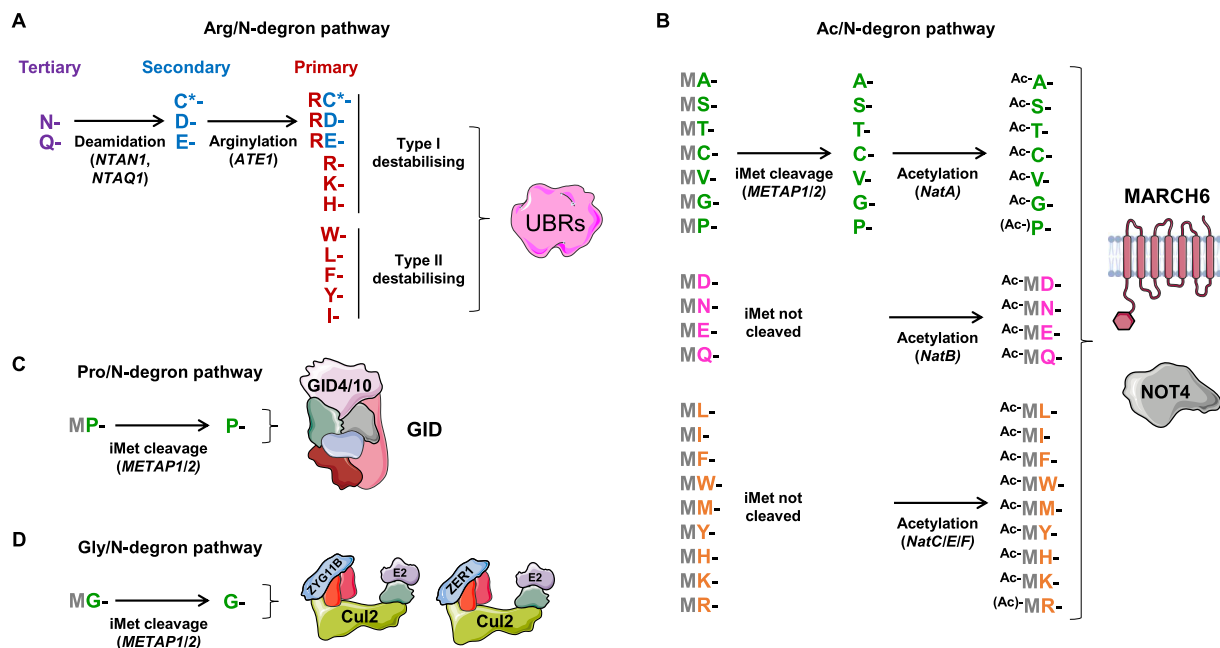 A
Arg/N-degron pathway
Tertiary
Secondary
Primary
N-
Q-
Deamidation
(NTAN1,
NTAQ1)
C*-
D-
E-
Arginylation
(ATE1)
RC*-
RD-
RE-
R-
K-
H-
Type I
destabilising
W-
L-
F-
Y-
I-
Type II
destabilising
UBRs
B
Ac/N-degron pathway
MA-
MS-
MT-
MC-
MV-
MG-
MP-
iMet cleavage
(METAP1/2)
A-
S-
T-
C-
V-
G-
P-
Acetylation
(NatA)
Ac-A-
Ac-S-
Ac-T-
Ac-C-
Ac-V-
Ac-G-
(Ac-)P-
MD-
MN-
ME-
MQ-
iMet not
cleaved
Acetylation
(NatB)
Ac-MD-
Ac-MN-
Ac-ME-
Ac-MQ-
ML-
MI-
MF-
MW-
MM-
MY-
MH-
MK-
MR-
iMet not
cleaved
Acetylation
(NatC/E/F)
Ac-ML-
Ac-MI-
Ac-MF-
Ac-MW-
Ac-MM-
Ac-MY-
Ac-MH-
Ac-MK-
(Ac)-MR-
MARCH6
NOT4
C
Pro/N-degron pathway
MP-
iMet cleavage
(METAP1/2)
P-
GID4/10
GID
D
Gly/N-degron pathway
MG-
iMet cleavage
(METAP1/2)
G-
ZYG11B
E2
Cul2
ZER1
E2
Cul2